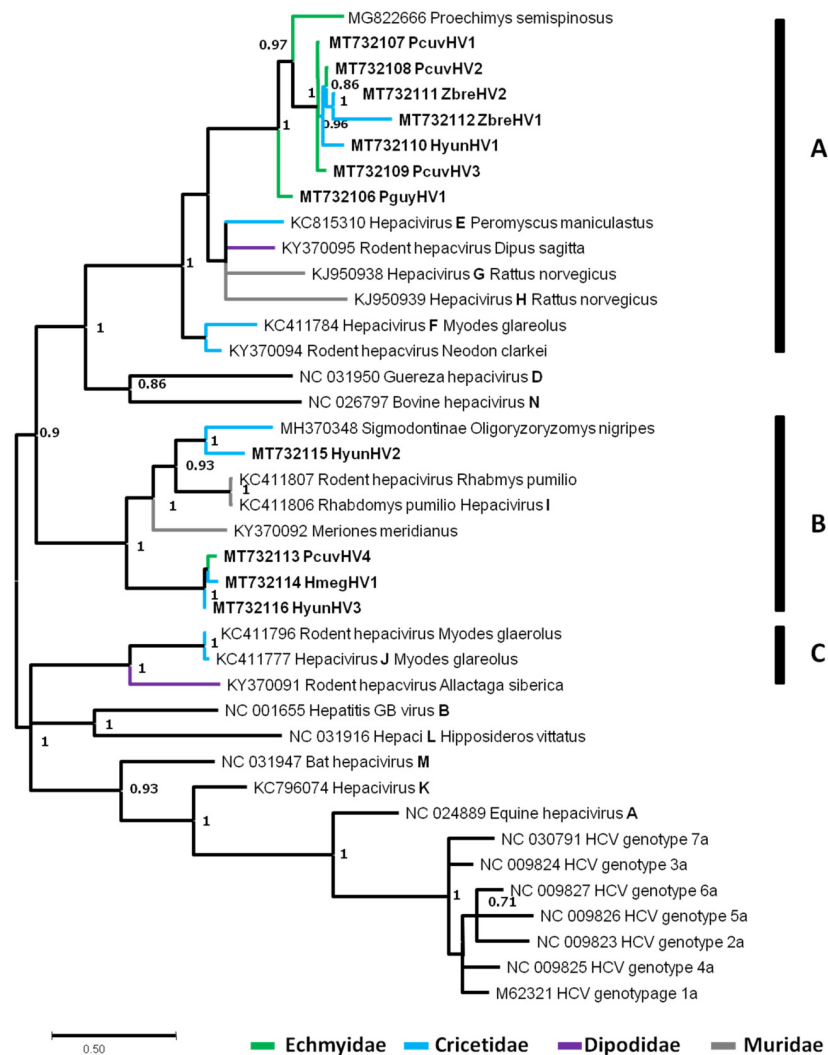 MG822666 Proechimys semispinosus
0.97
MT732107 PcuvHV1
MT732108 PcuvHV2
0.86
MT732111 ZbreHV2
1
1
MT732112 ZbreHV1
0.96
1
MT732110 HyunHV1
A
MT732109 PcuvHV3
MT732106 PguyHV1
KC815310 Hepacivirus E Peromyscus maniculastus
KY370095 Rodent hepacvirus Dipus sagitta
1
KJ950938 Hepacivirus G Rattus norvegicus
KJ950939 Hepacivirus H Rattus norvegicus
KC411784 Hepacivirus F Myodes glareolus
1
KY370094 Rodent hepacvirus Neodon clarkei
NC 031950 Guereza hepacivirus D
0.86
NC 026797 Bovine hepacivirus N
MH370348 Sigmodontinae Oligoryzoryzomys nigripes
0.9
1
MT732115 HyunHV2
0.93
KC411807 Rodent hepacivirus Rhabmys pumilio
1
KC411806 Rhabdomys pumilio Hepacivirus I
1
B
KY370092 Meriones meridianus
1
MT732113 PcuvHV4
MT732114 HmegHV1
1
MT732116 HyunHV3
KC411796 Rodent hepacivirus Myodes glaerolus
1
C
KC411777 Hepacivirus J Myodes glareolus
1
KY370091 Rodent hepacvirus Allactaga siberica
NC 001655 Hepatitis GB virus B
1
NC 031916 Hepaci L Hipposideros vittatus
1
NC 031947 Bat hepacivirus M
0.93
KC796074 Hepacivirus K
NC 024889 Equine hepacivirus A
1
NC 030791 HCV genotype 7a
1
NC 009824 HCV genotype 3a
NC 009827 HCV genotype 6a
1
0.71
NC 009826 HCV genotype 5a
NC 009823 HCV genotype 2a
NC 009825 HCV genotype 4a
M62321 HCV genotypage 1a
0.50
Echmyidae Cricetidae Dipodidae Muridae